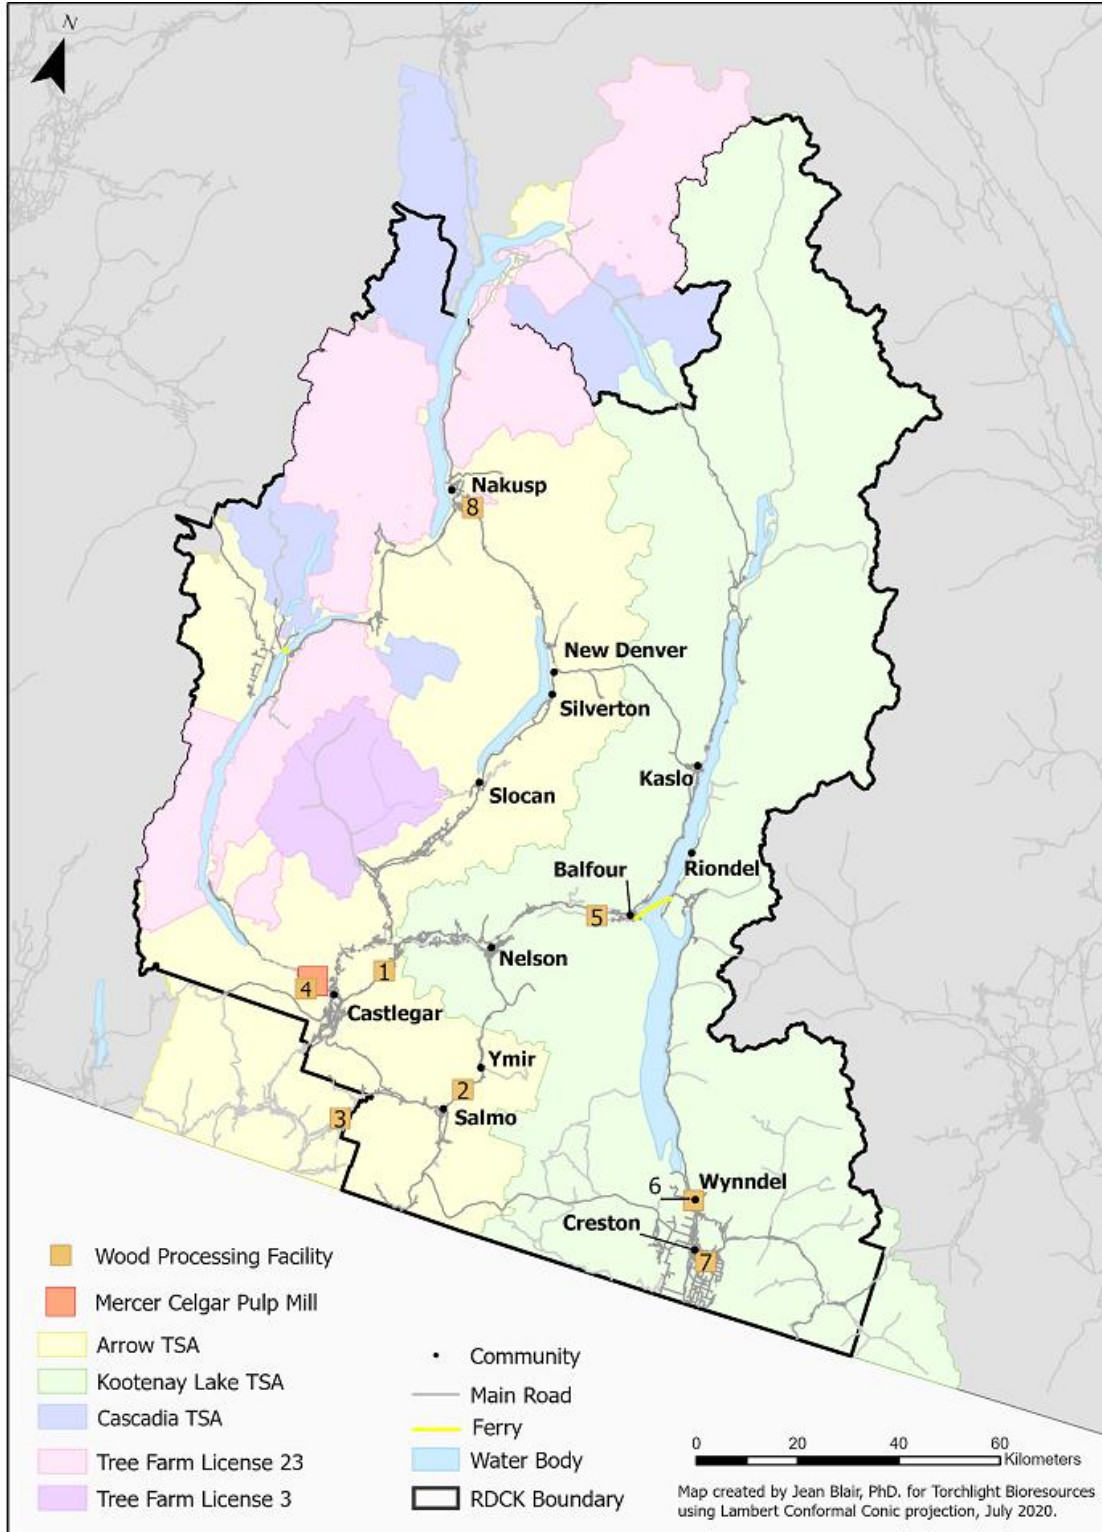 N
Nakusp
8
New Denver
Silverton
Kaslo
Slocan
Balfour
Riondel
5
Nelson
1
4
Castlegar
Ymir
2
Salmo
3
6
Wynndel
Creston
7
Wood Processing Facility
Mercer Celgar Pulp Mill
Arrow TSA
Kootenay Lake TSA
Cascadia TSA
Tree Farm License 23
Tree Farm License 3
Community
Main Road
Ferry
Water Body
RDCK Boundary
0 20 40 60
Kilometers
Map created by Jean Blair, PhD. for Torchlight Bioresources
using Lambert Conformal Conic projection, July 2020.